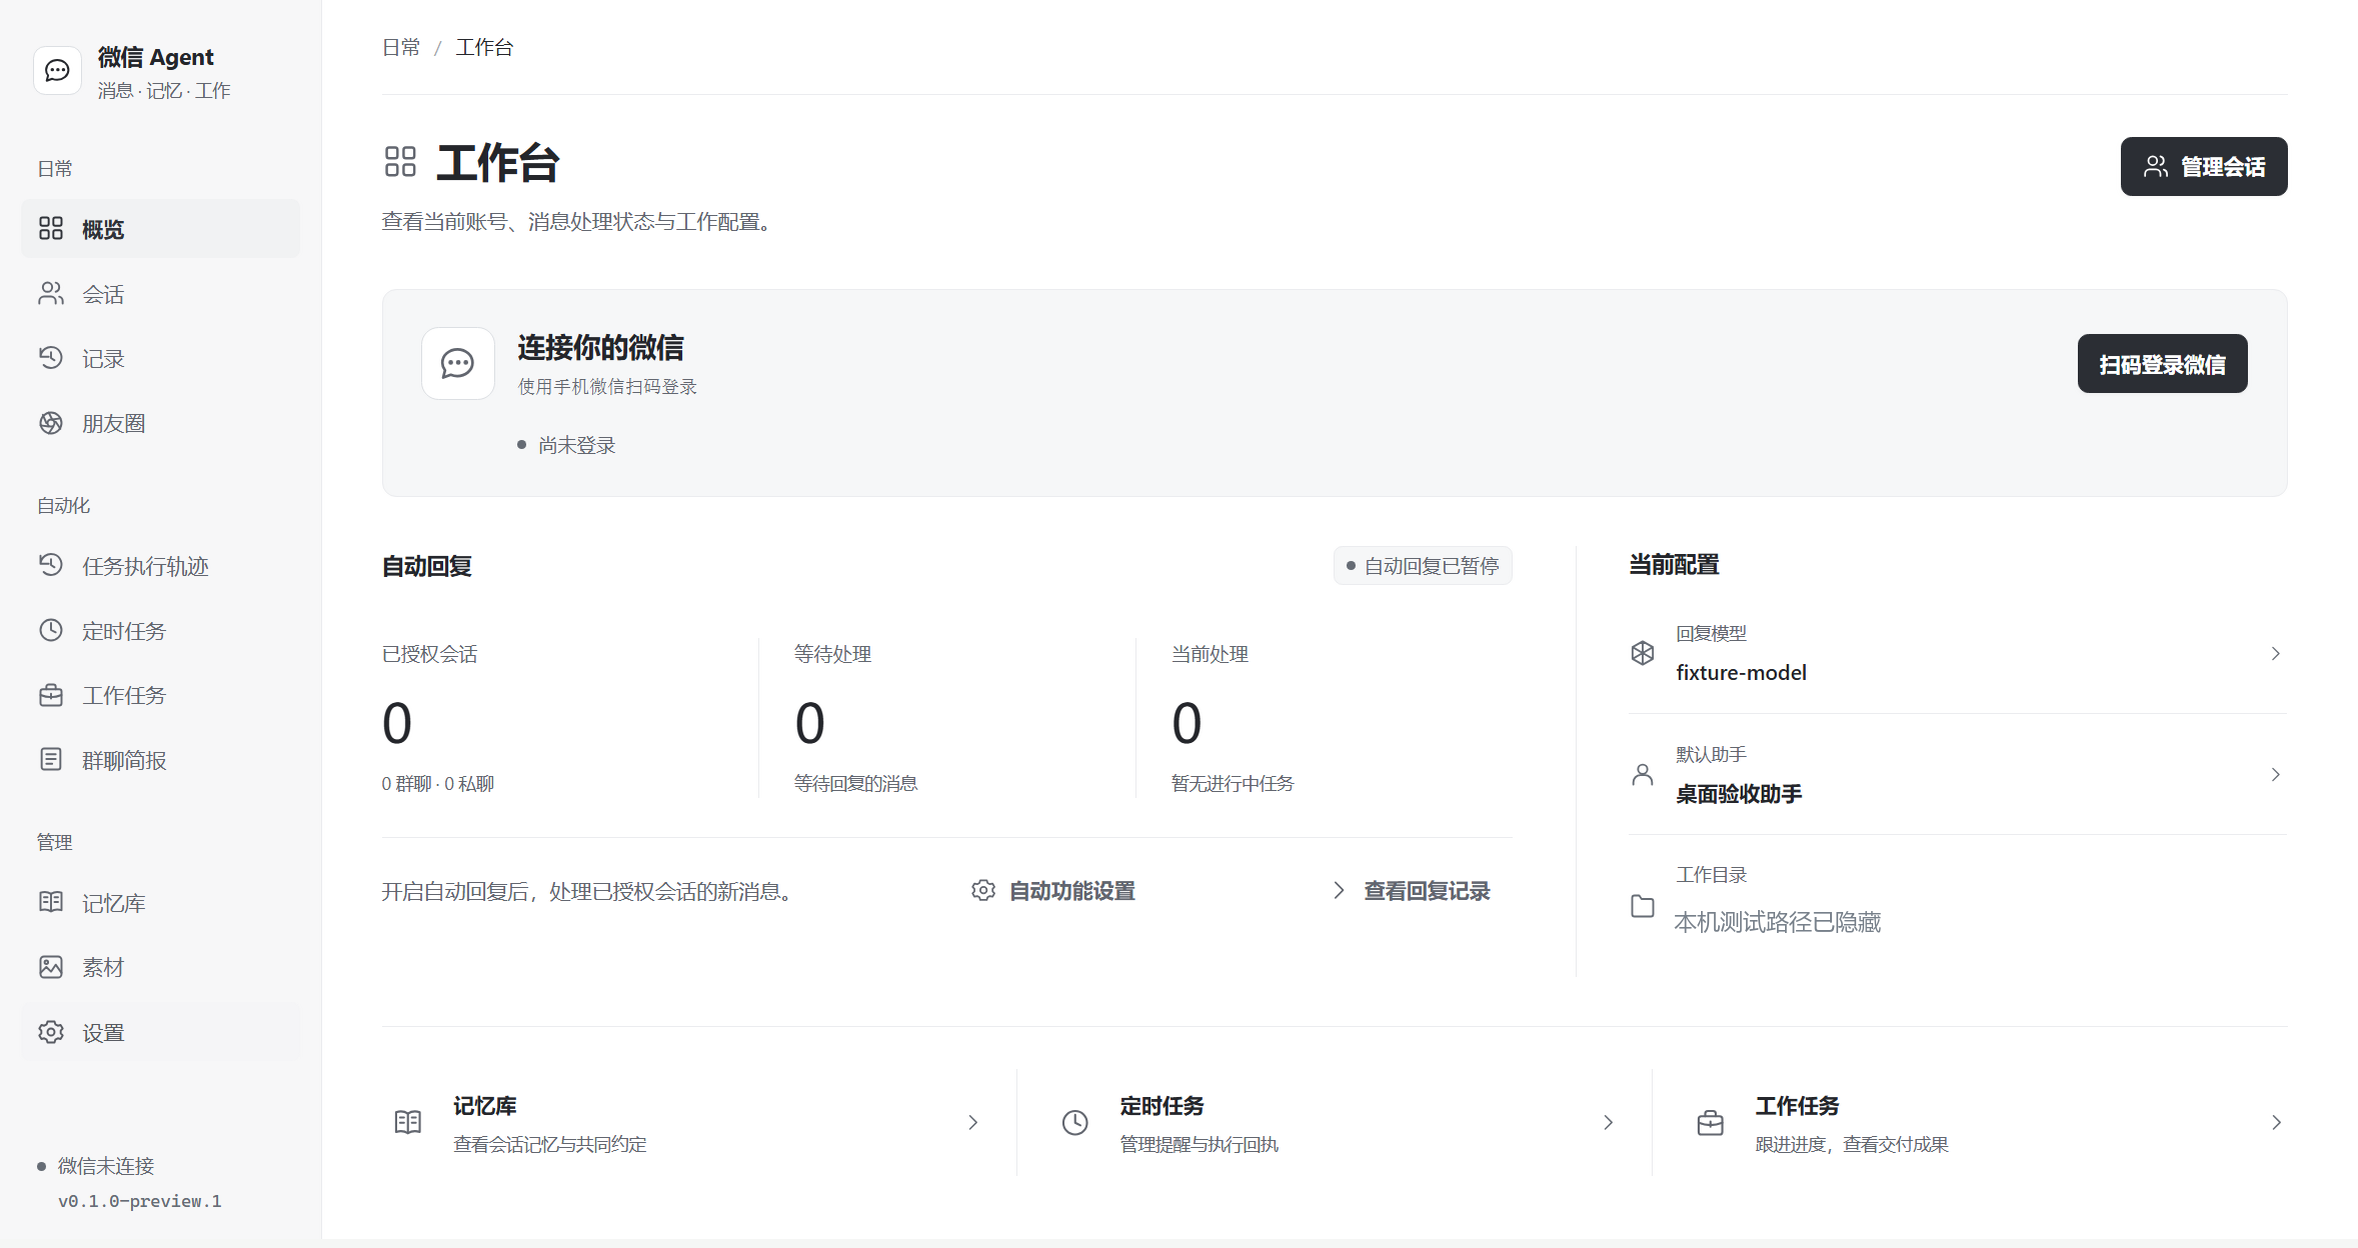 微信 Agent
消息 · 记忆 · 工作
日常
概览
会话
记录
朋友圈
自动化
任务执行轨迹
定时任务
工作任务
群聊简报
管理
记忆库
素材
设置
微信未连接
v0.1.0-preview.1
日常 / 工作台
工作台
管理会话
查看当前账号、消息处理状态与工作配置。
连接你的微信
使用手机微信扫码登录
尚未登录
扫码登录微信
自动回复
自动回复已暂停
已授权会话
0
0 群聊 · 0 私聊
等待处理
0
等待回复的消息
当前处理
0
暂无进行中任务
开启自动回复后，处理已授权会话的新消息。
自动功能设置
查看回复记录
当前配置
回复模型
fixture-model
默认助手
桌面验收助手
工作目录
本机测试路径已隐藏
记忆库
查看会话记忆与共同约定
定时任务
管理提醒与执行回执
工作任务
跟进进度，查看交付成果